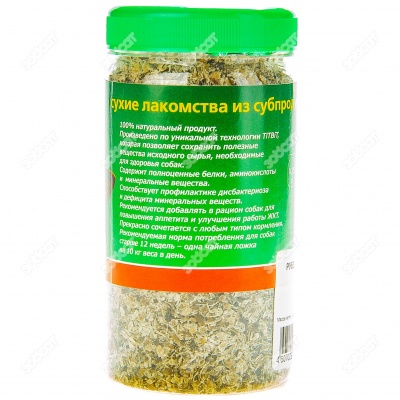 сухие лакомства из субпро
100% натуральный продукт.
Произведено по уникальной технологии TiTBiT,
которая позволяет сохранить полезные
вещества исходного сырья, необходимые
для здоровья собак.
Содержит полноценные белки, аминокислоты
и минеральные вещества.
Способствует профилактике дисбактериоза
и дефицита минеральных веществ.
Рекомендуется добавлять в рацион собак для
повышения аппетита и улучшения работы ЖКТ.
Прекрасно сочетается с любым типом кормления.
Рекомендуемая норма потребления для собак
старше 12 недель – одна чайная ложка
на 10 кг веса в день.